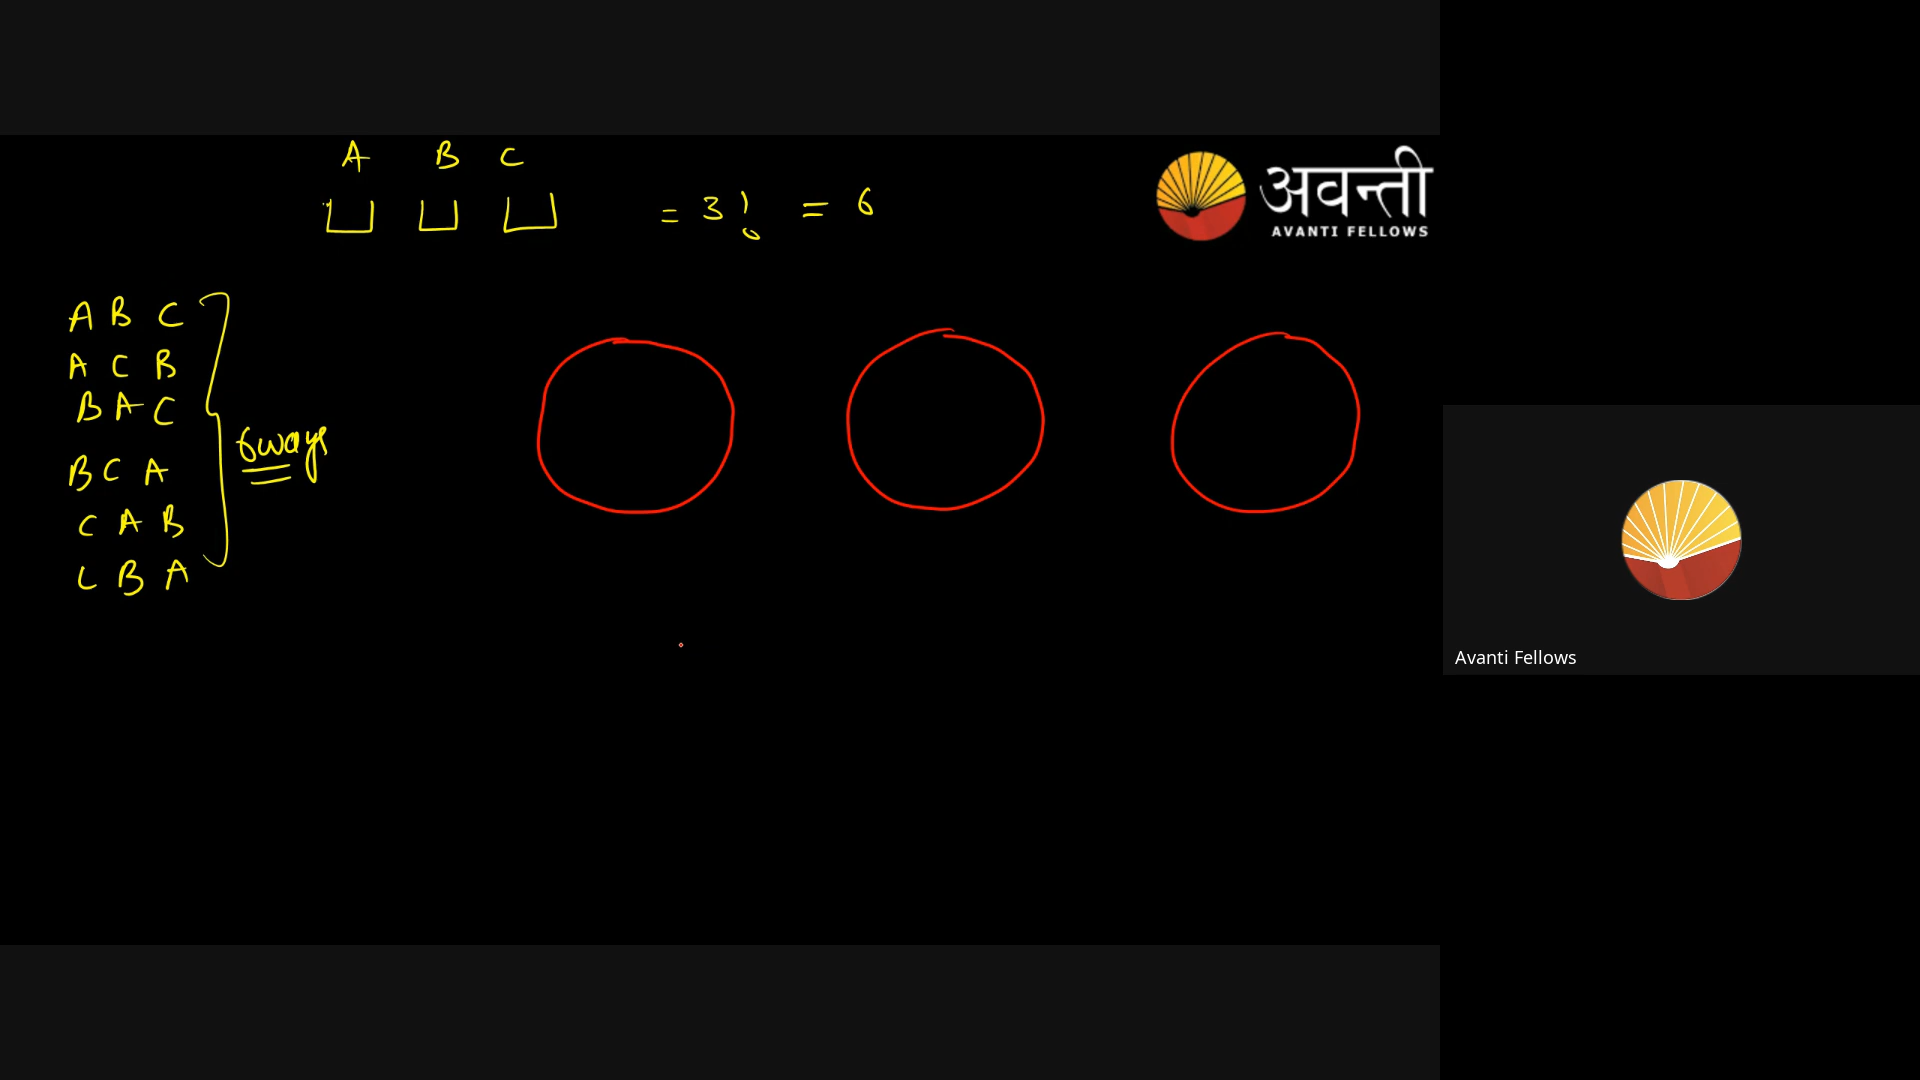 A B C
= 3! = 6
अवन्ती
AVANTI FELLOWS
A B C
A C B
B A C
B C A
C A B
C B A
6 ways
Avanti Fellows